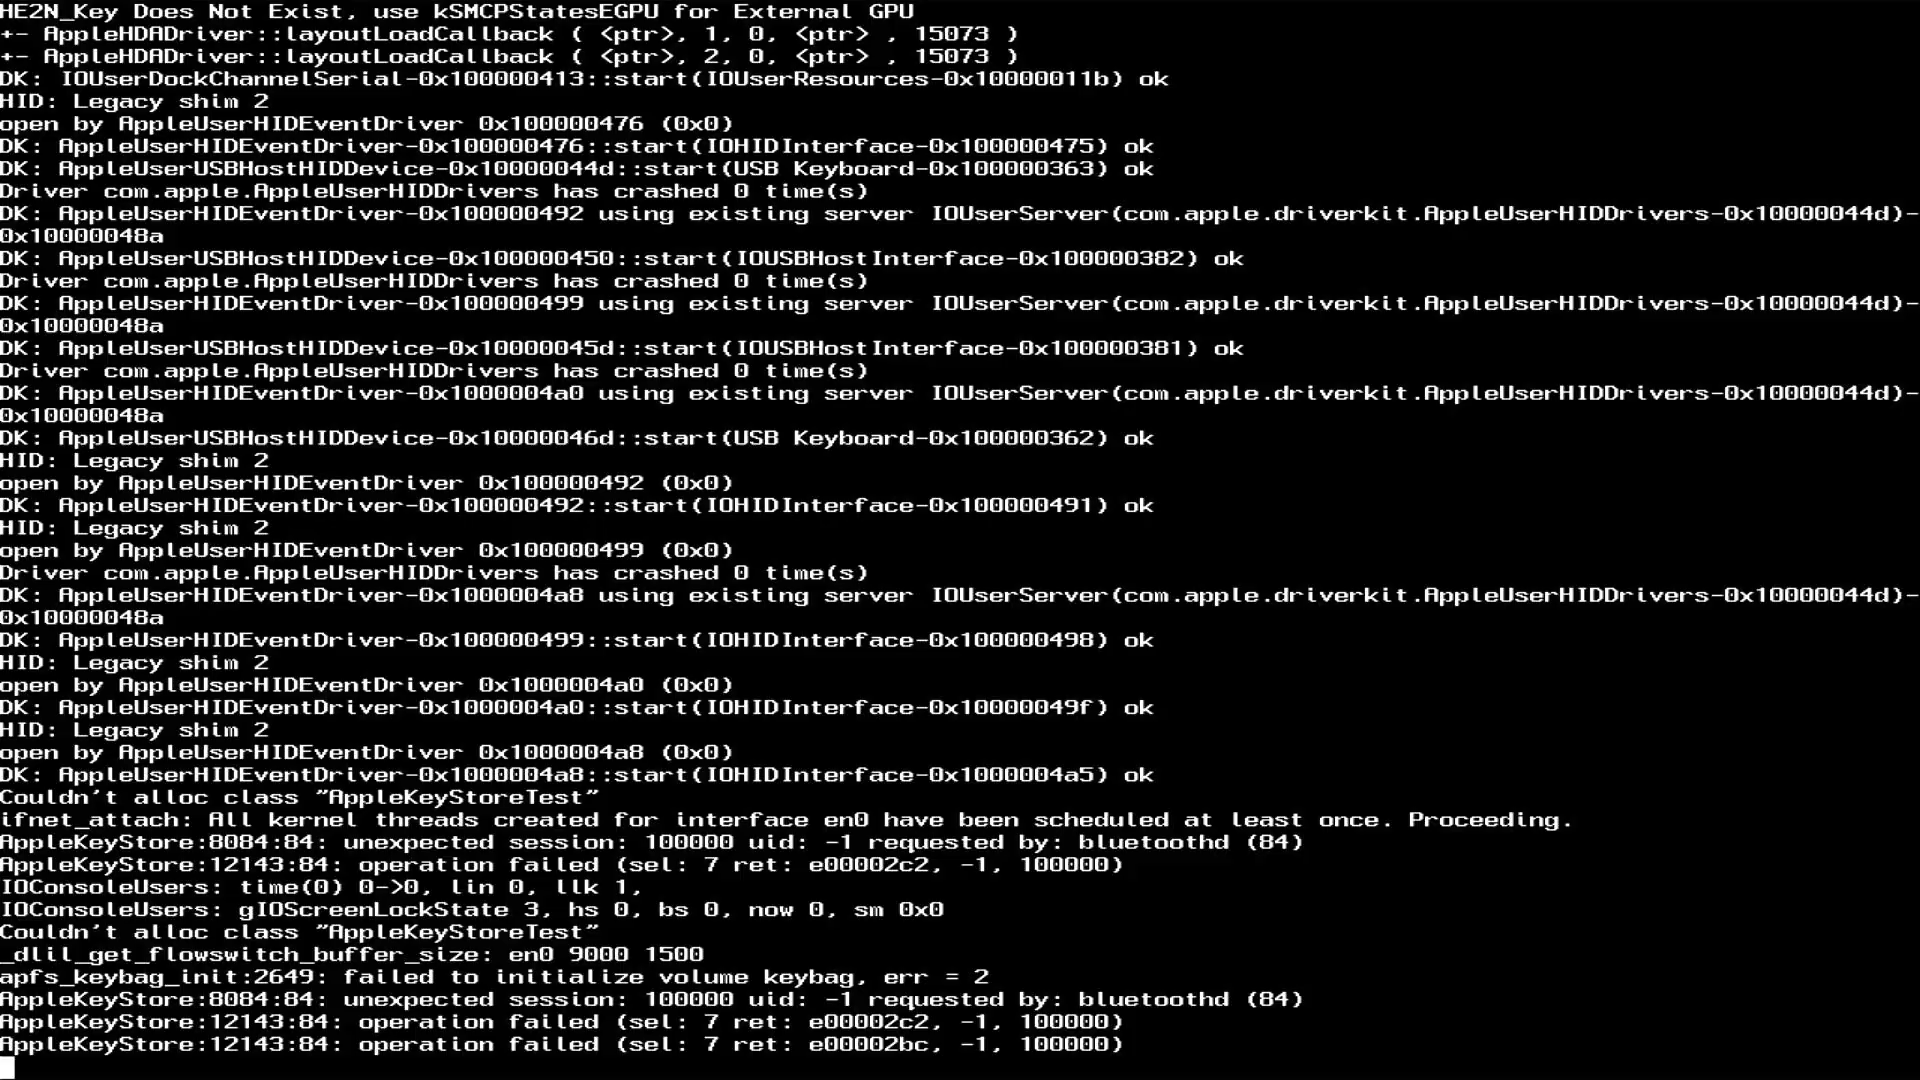 HE2N_Key Does Not Exist, use kSMCPStatesEGPU for External GPU
+- AppleHDADriver::layoutLoadCallback ( <ptr>, 1, 0, <ptr> , 15073 )
+- AppleHDADriver::layoutLoadCallback ( <ptr>, 2, 0, <ptr> , 15073 )
DK: IOUserDockChannelSerial-0x100000413::start(IOUserResources-0x10000011b) ok
HID: Legacy shim 2
open by AppleUserHIDEventDriver 0x100000476 (0x0)
DK: AppleUserHIDEventDriver-0x100000476::start(IOHIDInterface-0x100000475) ok
DK: AppleUserUSBHostHIDDevice-0x10000044d::start(USB Keyboard-0x100000363) ok
Driver com.apple.AppleUserHIDDrivers has crashed 0 time(s)
DK: AppleUserHIDEventDriver-0x100000492 using existing server IOUserServer(com.apple.driverkit.AppleUserHIDDrivers-0x10000044d)-
0x10000048a
DK: AppleUserUSBHostHIDDevice-0x100000450::start(IOUSBHostInterface-0x100000382) ok
Driver com.apple.AppleUserHIDDrivers has crashed 0 time(s)
DK: AppleUserHIDEventDriver-0x100000499 using existing server IOUserServer(com.apple.driverkit.AppleUserHIDDrivers-0x10000044d)-
0x10000048a
DK: AppleUserUSBHostHIDDevice-0x10000045d::start(IOUSBHostInterface-0x100000381) ok
Driver com.apple.AppleUserHIDDrivers has crashed 0 time(s)
DK: AppleUserHIDEventDriver-0x1000004a0 using existing server IOUserServer(com.apple.driverkit.AppleUserHIDDrivers-0x10000044d)-
0x10000048a
DK: AppleUserUSBHostHIDDevice-0x10000046d::start(USB Keyboard-0x100000362) ok
HID: Legacy shim 2
open by AppleUserHIDEventDriver 0x100000492 (0x0)
DK: AppleUserHIDEventDriver-0x100000492::start(IOHIDInterface-0x100000491) ok
HID: Legacy shim 2
open by AppleUserHIDEventDriver 0x100000499 (0x0)
Driver com.apple.AppleUserHIDDrivers has crashed 0 time(s)
DK: AppleUserHIDEventDriver-0x1000004a8 using existing server IOUserServer(com.apple.driverkit.AppleUserHIDDrivers-0x10000044d)-
0x10000048a
DK: AppleUserHIDEventDriver-0x100000499::start(IOHIDInterface-0x100000498) ok
HID: Legacy shim 2
open by AppleUserHIDEventDriver 0x1000004a0 (0x0)
DK: AppleUserHIDEventDriver-0x1000004a0::start(IOHIDInterface-0x10000049f) ok
HID: Legacy shim 2
open by AppleUserHIDEventDriver 0x1000004a8 (0x0)
DK: AppleUserHIDEventDriver-0x1000004a8::start(IOHIDInterface-0x1000004a5) ok
Couldn't alloc class "AppleKeyStoreTest"
ifnet_attach: All kernel threads created for interface en0 have been scheduled at least once. Proceeding.
AppleKeyStore:8084:84: unexpected session: 100000 uid: -1 requested by: bluetoothd (84)
AppleKeyStore:12143:84: operation failed (sel: 7 ret: e00002c2, -1, 100000)
IOConsoleUsers: time(0) 0->0, lin 0, llk 1,
IOConsoleUsers: gIOScreenLockState 3, hs 0, bs 0, now 0, sm 0x0
Couldn't alloc class "AppleKeyStoreTest"
_dlil_get_flowswitch_buffer_size: en0 9000 1500
apfs_keybag_init:2649: failed to initialize volume keybag, err = 2
AppleKeyStore:8084:84: unexpected session: 100000 uid: -1 requested by: bluetoothd (84)
AppleKeyStore:12143:84: operation failed (sel: 7 ret: e00002c2, -1, 100000)
AppleKeyStore:12143:84: operation failed (sel: 7 ret: e00002bc, -1, 100000)